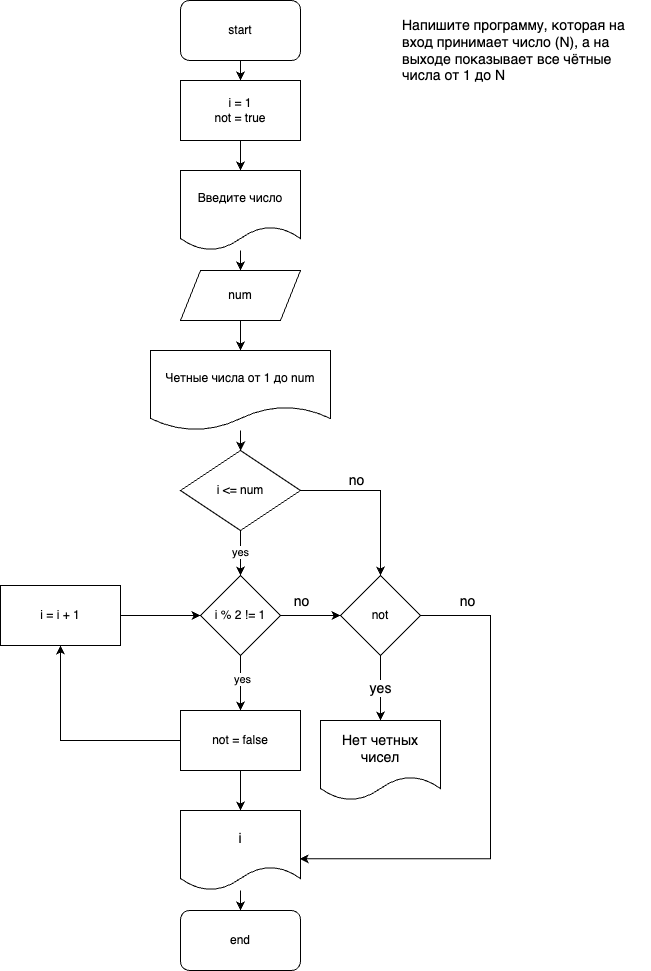 start
Напишите программу, которая на
вход принимает число (N), а на
выходе показывает все чётные
числа от 1 до N
i = 1
not = true
Введите число
num
Четные числа от 1 до num
i <= num
no
yes
i = i + 1
i % 2 != 1
no
not
no
yes
yes
not = false
Нет четных
чисел
i
end